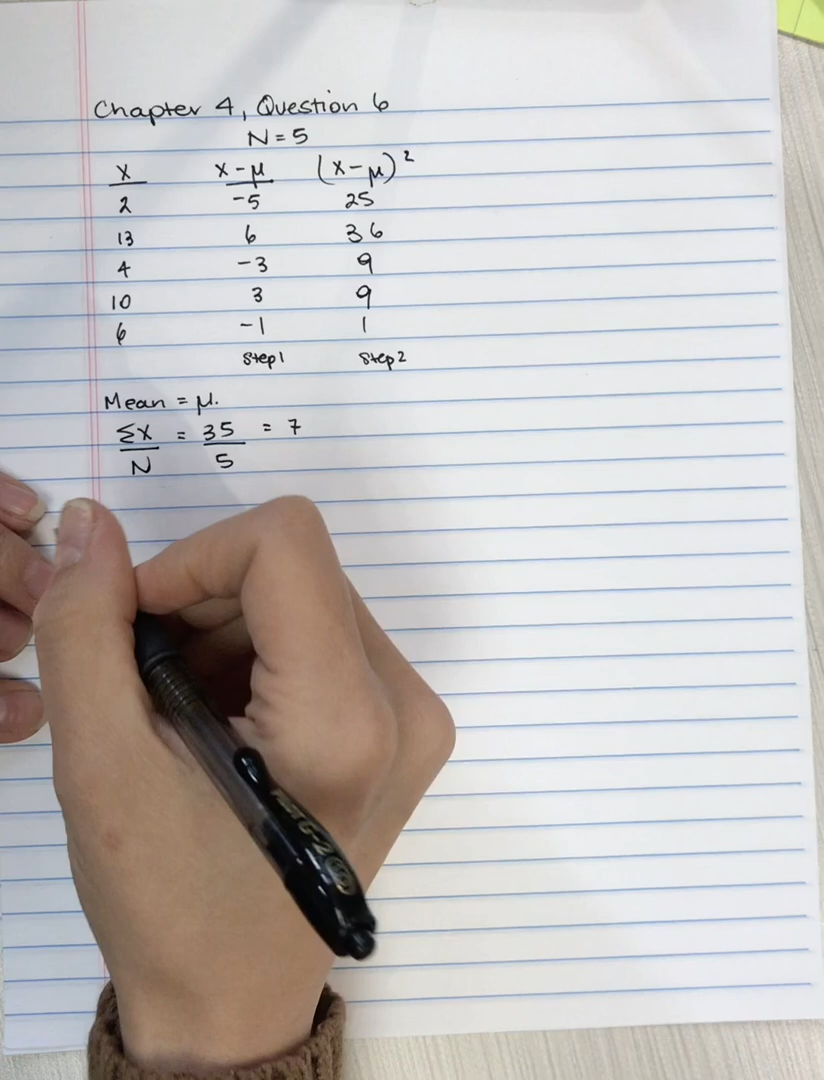 Chapter 4, Question 6
N = 5
X X - μ (X - μ)²
2 -5 25
13 6 36
4 -3 9
10 3 9
6 -1 1
Step 1 Step 2
Mean = μ.
ΣX = 35 = 7
N 5
G-2